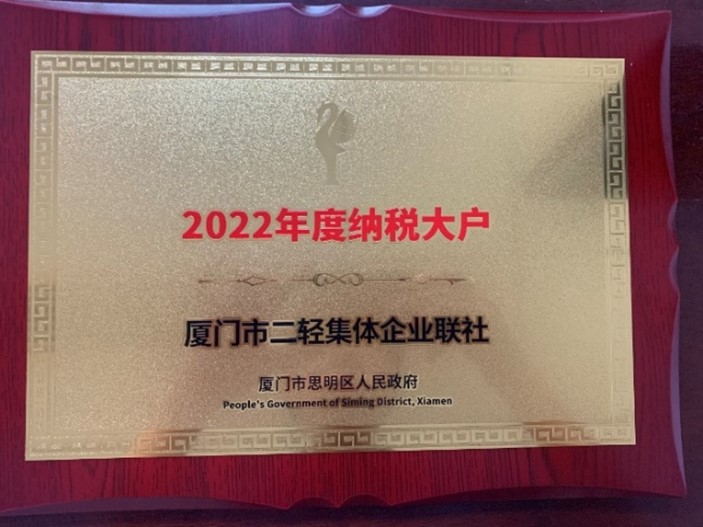 2022年度纳税大户
厦门市二轻集体企业联社
厦门市思明区人民政府
People's Government of Siming District, Xiamen